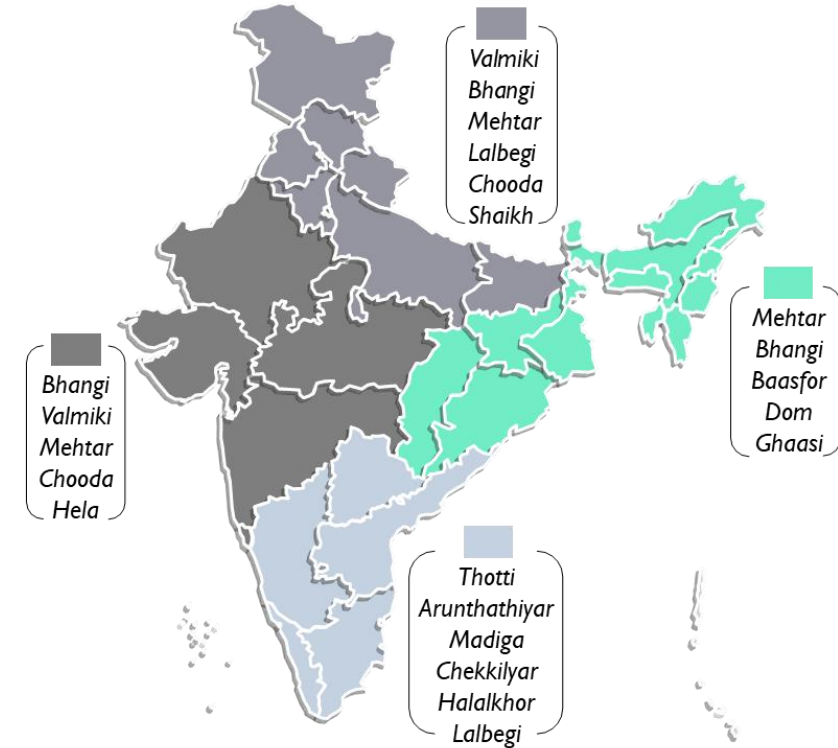 Valmiki
Bhangi
Mehtar
Lalbegi
Chooda
Shaikh
Mehtar
Bhangi
Baasfor
Dom
Ghaasi
Bhangi
Valmiki
Mehtar
Chooda
Hela
Thotti
Arunthathiyar
Madiga
Chekkilyar
Halalkhor
Lalbegi